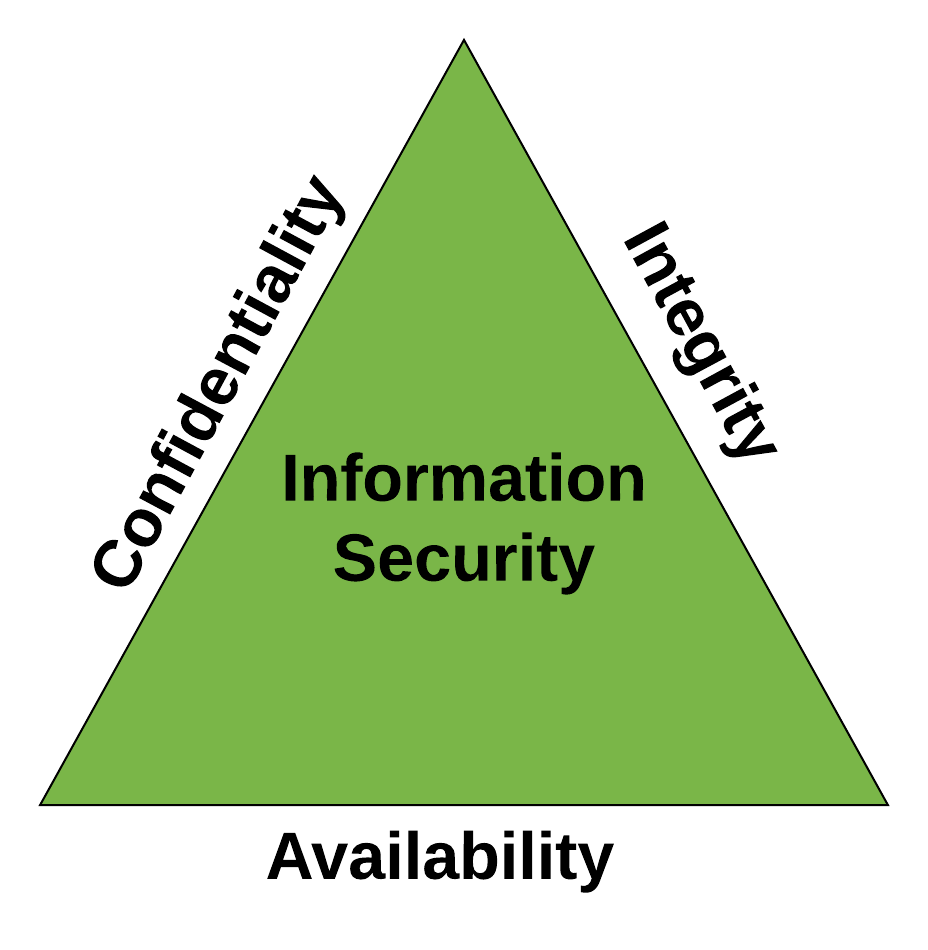 Confidentiality
Integrity
Information
Security
Availability